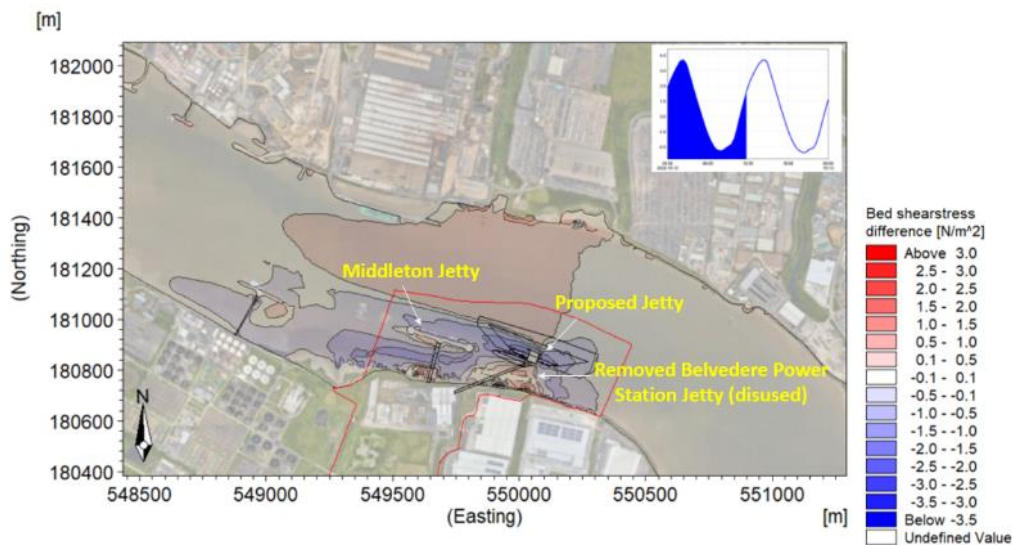 [m]
182000
181800
181600
181400
181200
181000
180800
180600
180400
(Northing)
Middleton Jetty
Proposed Jetty
Removed Belvedere Power
Station Jetty (disused)
N
548500 549000 549500 550000 550500 551000
(Easting)
[m]
Bed shearstress
difference [N/m^2]
Above 3.0
2.5 - 3.0
2.0 - 2.5
1.5 - 2.0
1.0 - 1.5
0.5 - 1.0
0.1 - 0.5
-0.1 - 0.1
-0.5 - -0.1
-1.0 - -0.5
-1.5 - -1.0
-2.0 - -1.5
-2.5 - -2.0
-3.0 - -2.5
-3.5 - -3.0
Below -3.5
Undefined Value